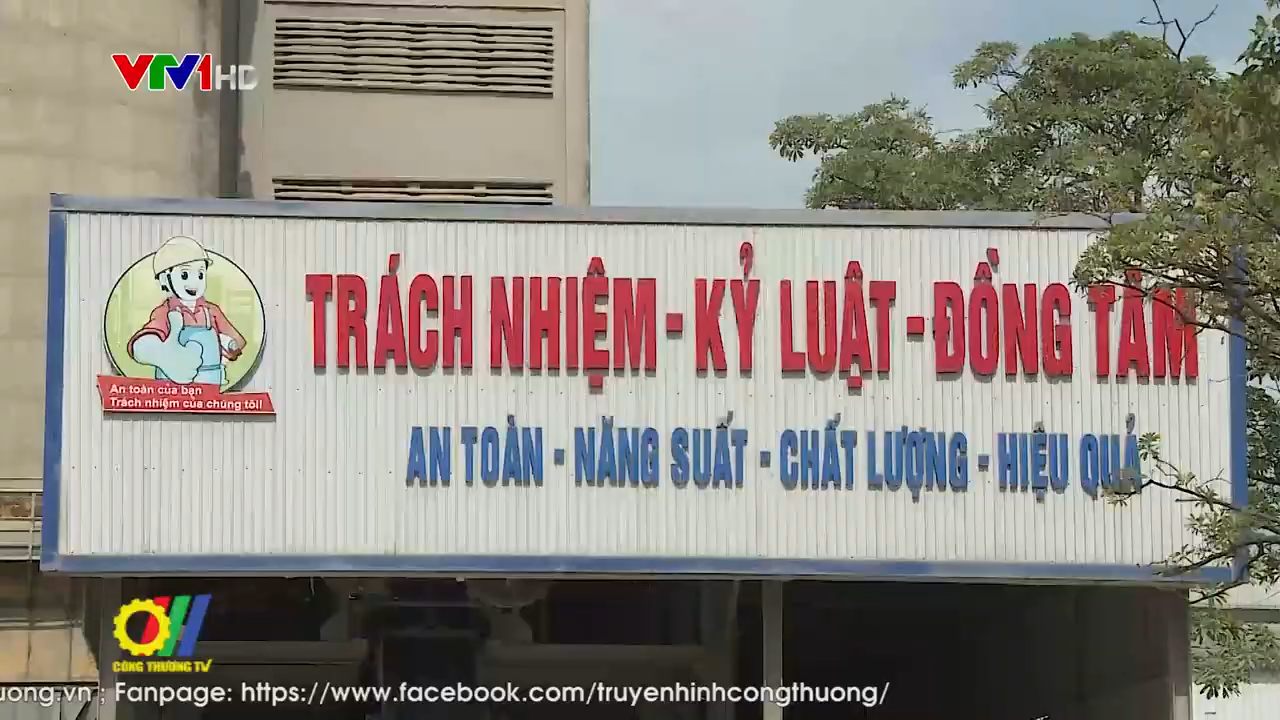 VTV1 HD
TRÁCH NHIỆM - KỶ LUẬT - ĐỒNG TÂM
An toàn của bạn
Trách nhiệm của chúng tôi!
AN TOÀN - NĂNG SUẤT - CHẤT LƯỢNG - HIỆU QUẢ
CÔNG THƯƠNG TV
uong.vn ; Fanpage: https://www.facebook.com/truyenhinhcongthuong/